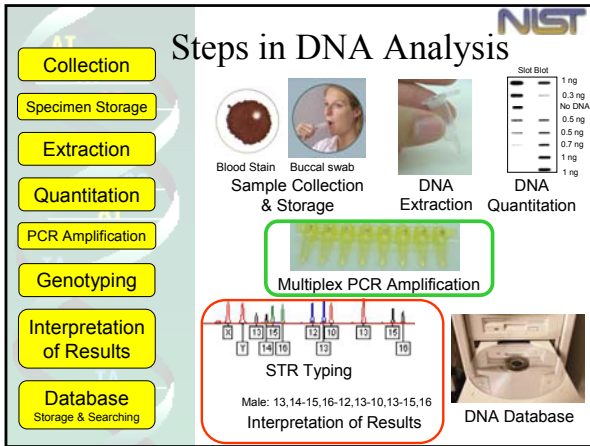 NIST
Steps in DNA Analysis
Collection
Specimen Storage
Extraction
Quantitation
PCR Amplification
Genotyping
Interpretation
of Results
Database
Storage & Searching
Blood Stain
Buccal swab
Sample Collection
& Storage
DNA
Extraction
Slot Blot
1 ng
0.3 ng
No DNA
0.5 ng
0.5 ng
0.7 ng
1 ng
1 ng
DNA
Quantitation
Multiplex PCR Amplification
X
13
15
12
10
13
15
Y
14
16
13
16
STR Typing
Male: 13,14-15,16-12,13-10,13-15,16
Interpretation of Results
DNA Database